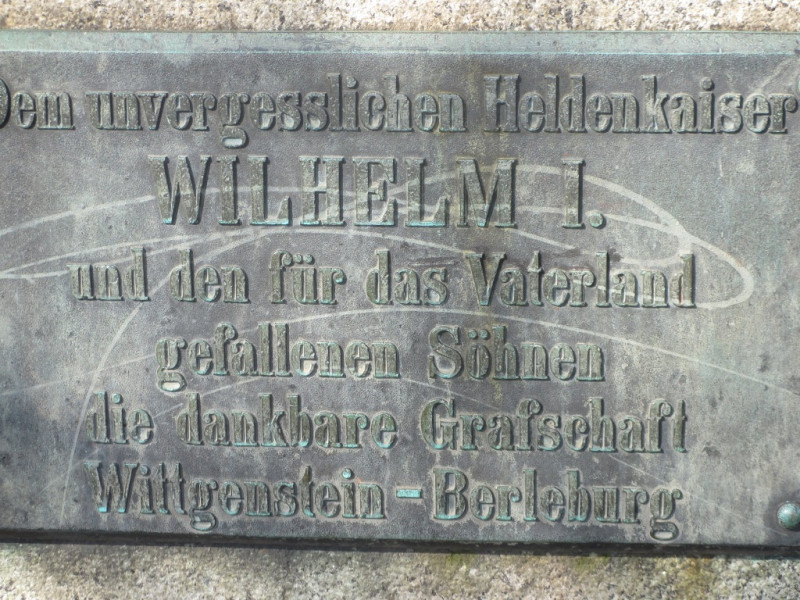 Dem unvergesslichen Heldenkaiser
WILHELM I.
und den für das Vaterland
gefallenen Söhnen
die dankbare Grafschaft
Wittgenstein-Berleburg